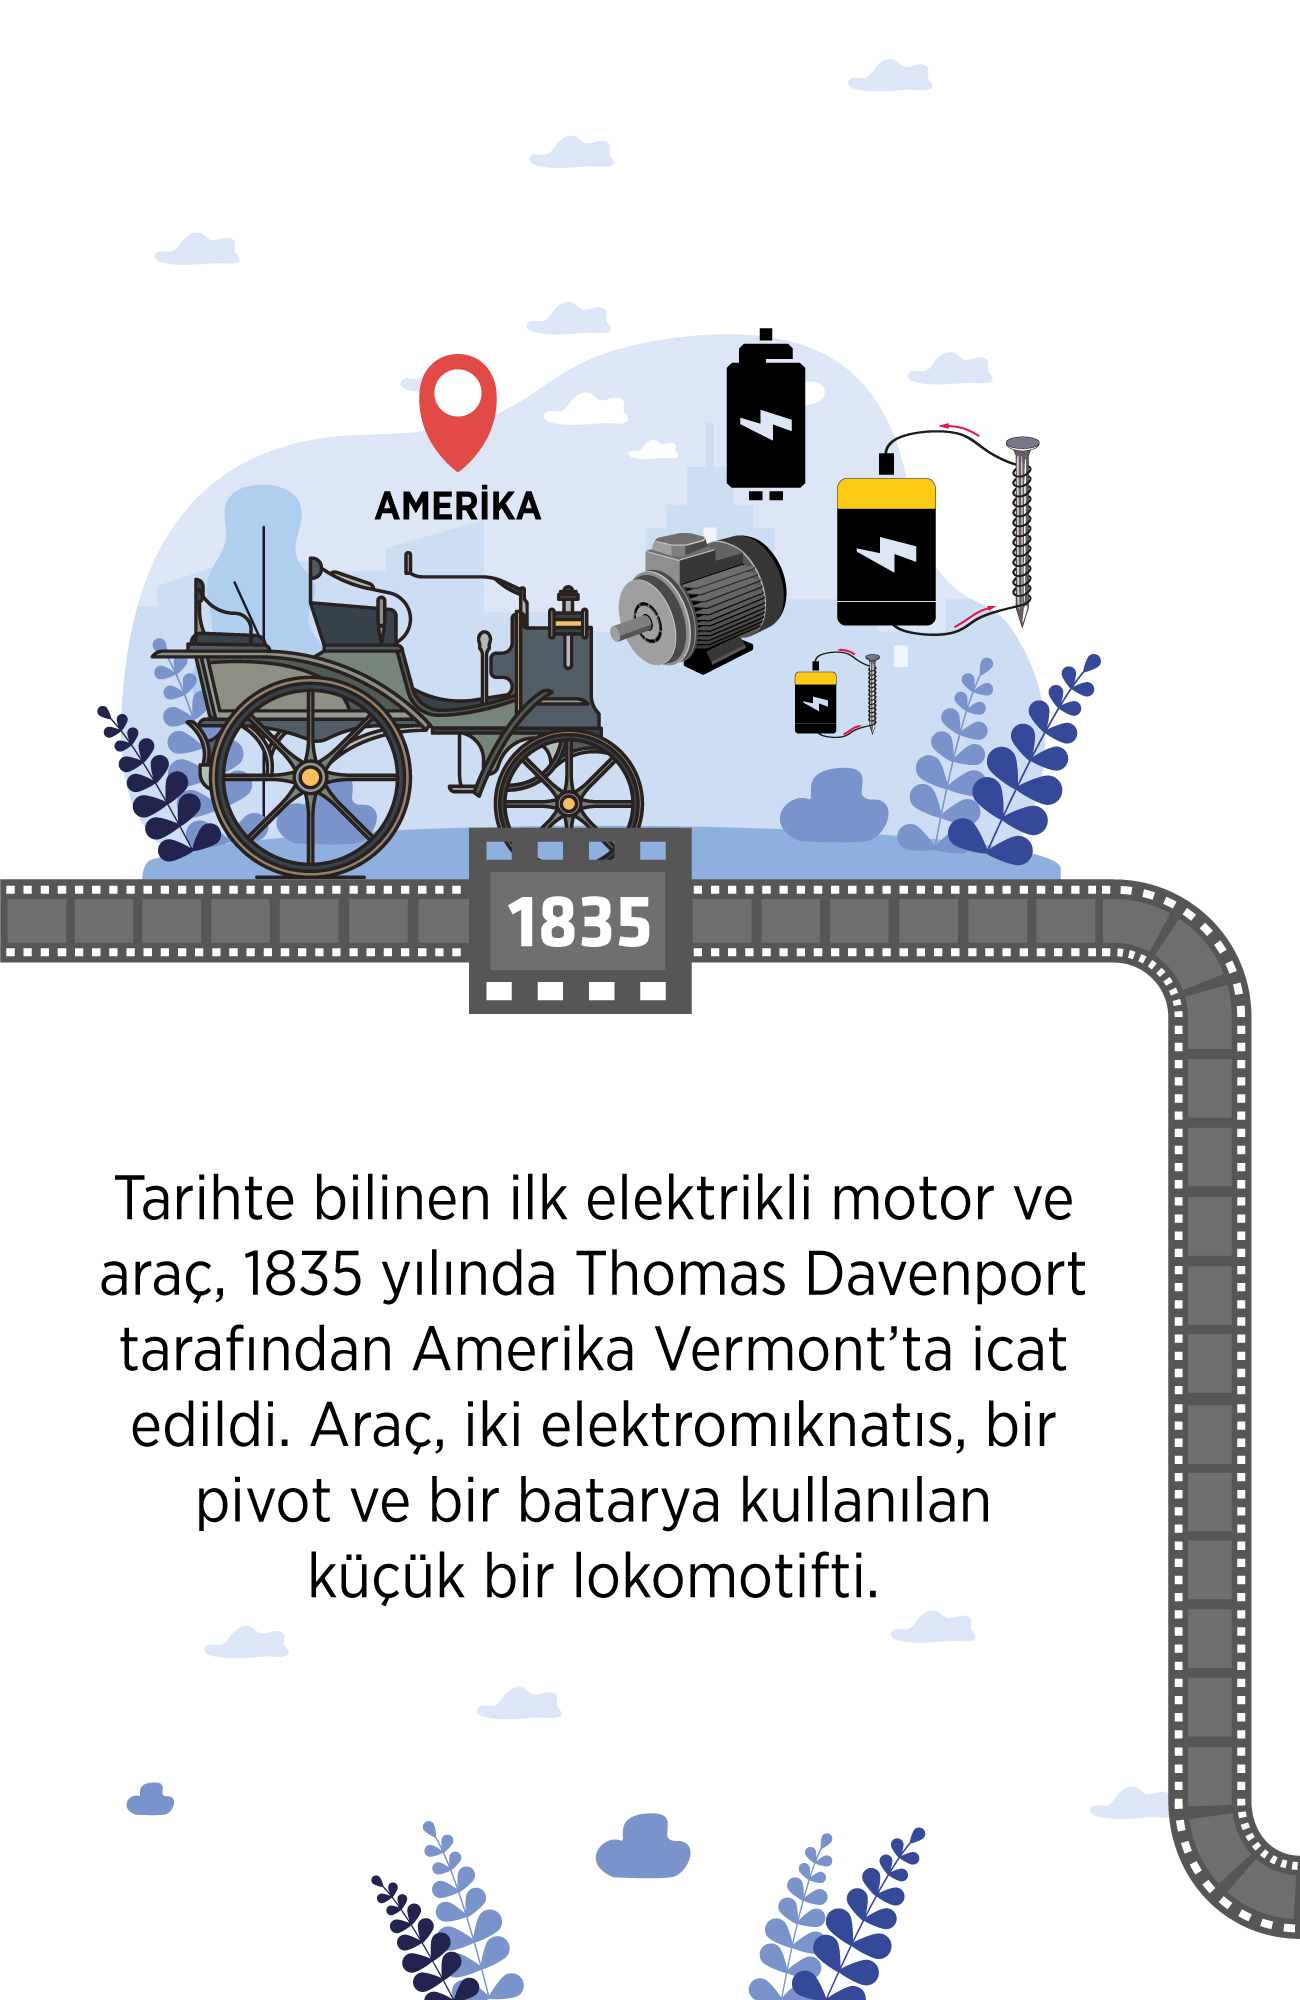 AMERİKA
1835
Tarihte bilinen ilk elektrikli motor ve
araç, 1835 yılında Thomas Davenport
tarafından Amerika Vermont’ta icat
edildi. Araç, iki elektromıknatıs, bir
pivot ve bir batarya kullanılan
küçük bir lokomotifti.